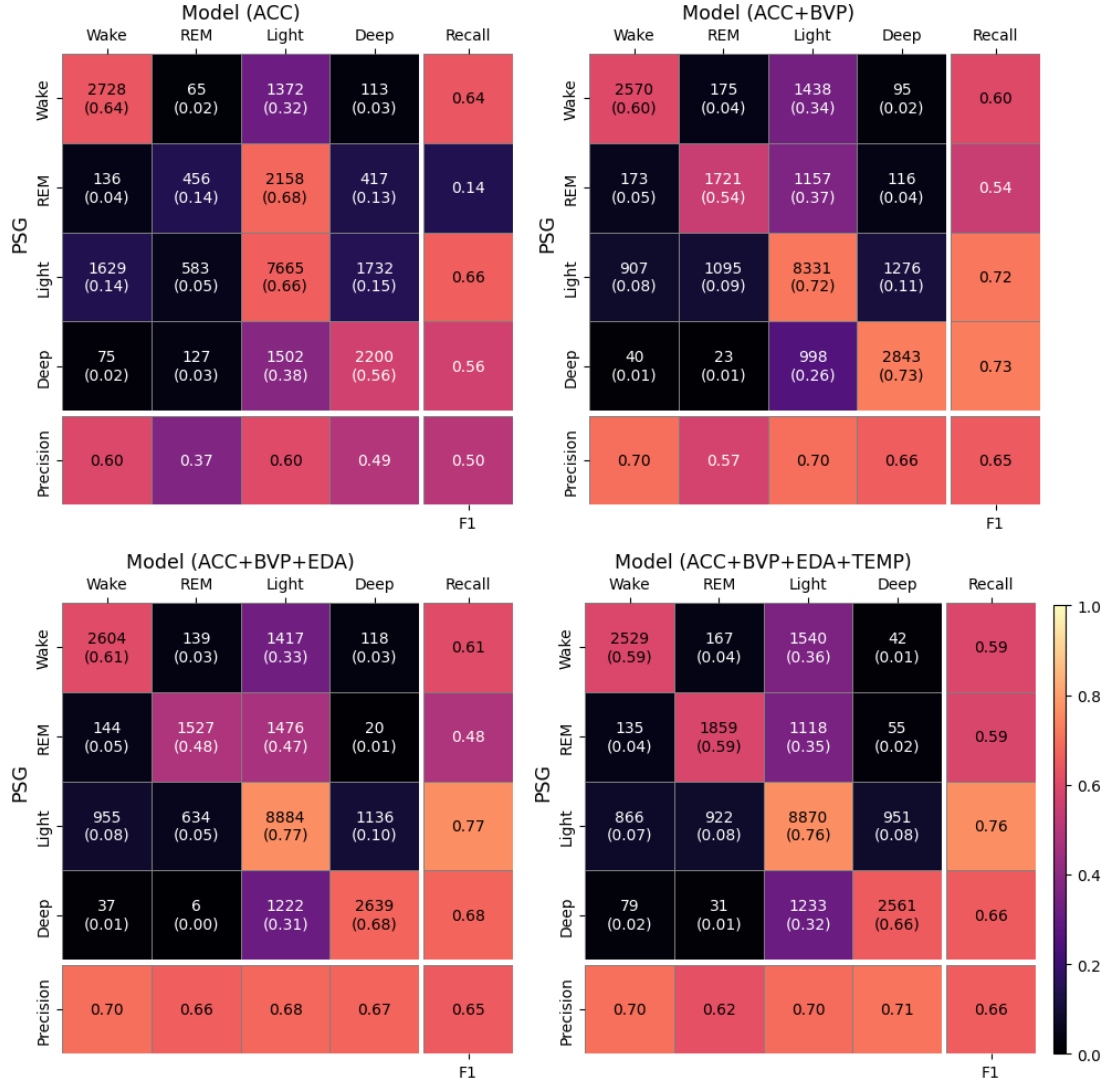 Model (ACC)
Wake REM Light Deep Recall
PSG
Wake
2728 65 1372 113 0.64
(0.64) (0.02) (0.32) (0.03)
REM
136 456 2158 417 0.14
(0.04) (0.14) (0.68) (0.13)
Light
1629 583 7665 1732 0.66
(0.14) (0.05) (0.66) (0.15)
Deep
75 127 1502 2200 0.56
(0.02) (0.03) (0.38) (0.56)
Precision
0.60 0.37 0.60 0.49 0.50
F1
Model (ACC+BVP)
Wake REM Light Deep Recall
PSG
Wake
2570 175 1438 95 0.60
(0.60) (0.04) (0.34) (0.02)
REM
173 1721 1157 116 0.54
(0.05) (0.54) (0.37) (0.04)
Light
907 1095 8331 1276 0.72
(0.08) (0.09) (0.72) (0.11)
Deep
40 23 998 2843 0.73
(0.01) (0.01) (0.26) (0.73)
Precision
0.70 0.57 0.70 0.66 0.65
F1
Model (ACC+BVP+EDA)
Wake REM Light Deep Recall
PSG
Wake
2604 139 1417 118 0.61
(0.61) (0.03) (0.33) (0.03)
REM
144 1527 1476 20 0.48
(0.05) (0.48) (0.47) (0.01)
Light
955 634 8884 1136 0.77
(0.08) (0.05) (0.77) (0.10)
Deep
37 6 1222 2639 0.68
(0.01) (0.00) (0.31) (0.68)
Precision
0.70 0.66 0.68 0.67 0.65
F1
Model (ACC+BVP+EDA+TEMP)
Wake REM Light Deep Recall
PSG
Wake
2529 167 1540 42 0.59
(0.59) (0.04) (0.36) (0.01)
REM
135 1859 1118 55 0.59
(0.04) (0.59) (0.35) (0.02)
Light
866 922 8870 951 0.76
(0.07) (0.08) (0.76) (0.08)
Deep
79 31 1233 2561 0.66
(0.02) (0.01) (0.32) (0.66)
Precision
0.70 0.62 0.70 0.71 0.66
F1
1.0
0.8
0.6
0.4
0.2
0.0